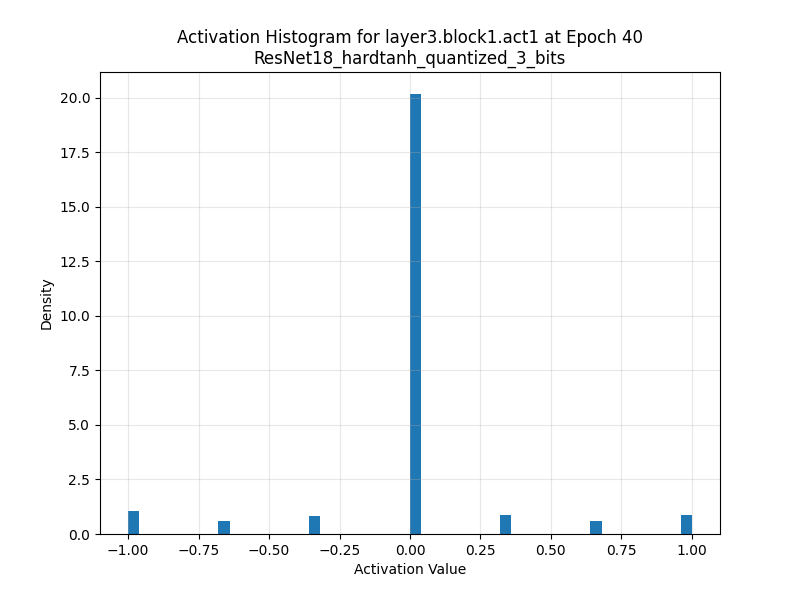 Activation Histogram for layer3.block1.act1 at Epoch 40
ResNet18_hardtanh_quantized_3_bits
20.0
17.5
15.0
12.5
10.0
7.5
5.0
2.5
0.0
Density
−1.00 −0.75 −0.50 −0.25 0.00 0.25 0.50 0.75 1.00
Activation Value